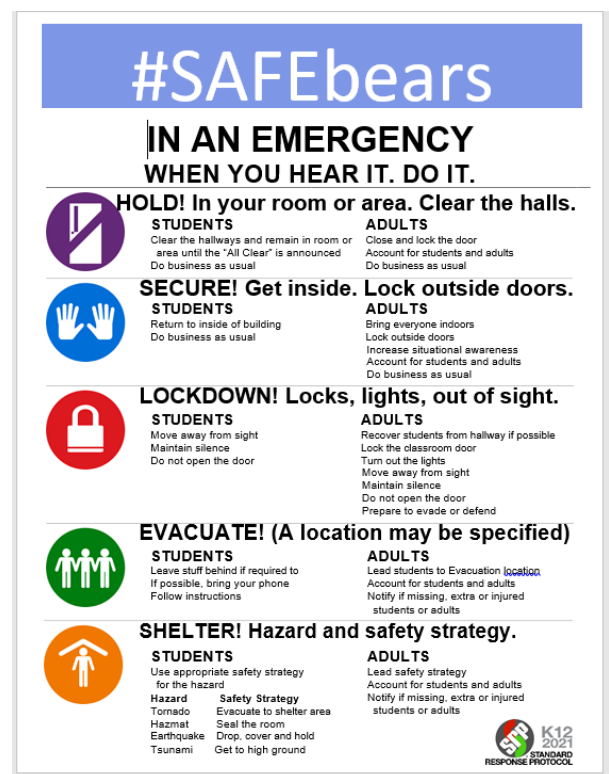 #SAFEbears
IN AN EMERGENCY
WHEN YOU HEAR IT. DO IT.
HOLD! In your room or area. Clear the halls.
STUDENTS
Clear the hallways and remain in room or
area until the "All Clear" is announced
Do business as usual
ADULTS
Close and lock the door
Account for students and adults
Do business as usual
SECURE! Get inside. Lock outside doors.
STUDENTS
Return to inside of building
Do business as usual
ADULTS
Bring everyone indoors
Lock outside doors
Increase situational awareness
Account for students and adults
Do business as usual
LOCKDOWN! Locks, lights, out of sight.
STUDENTS
Move away from sight
Maintain silence
Do not open the door
ADULTS
Recover students from hallway if possible
Lock the classroom door
Turn out the lights
Move away from sight
Maintain silence
Do not open the door
Prepare to evade or defend
EVACUATE! (A location may be specified)
STUDENTS
Leave stuff behind if required to
If possible, bring your phone
Follow instructions
ADULTS
Lead students to Evacuation location
Account for students and adults
Notify if missing, extra or injured
students or adults
SHELTER! Hazard and safety strategy.
STUDENTS
Use appropriate safety strategy
for the hazard
Hazard Safety Strategy
Tornado Evacuate to shelter area
Hazmat Seal the room
Earthquake Drop, cover and hold
Tsunami Get to high ground
ADULTS
Lead safety strategy
Account for students and adults
Notify if missing, extra or injured
students or adults
SRP
K12
2021
STANDARD
RESPONSE PROTOCOL